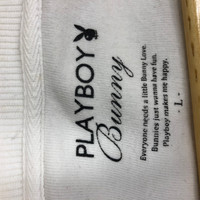 PLAYBOY
Bunny
Everyone needs a little Bunny Love.
Bunnies just wanna have fun.
Playboy makes me happy.
- L -